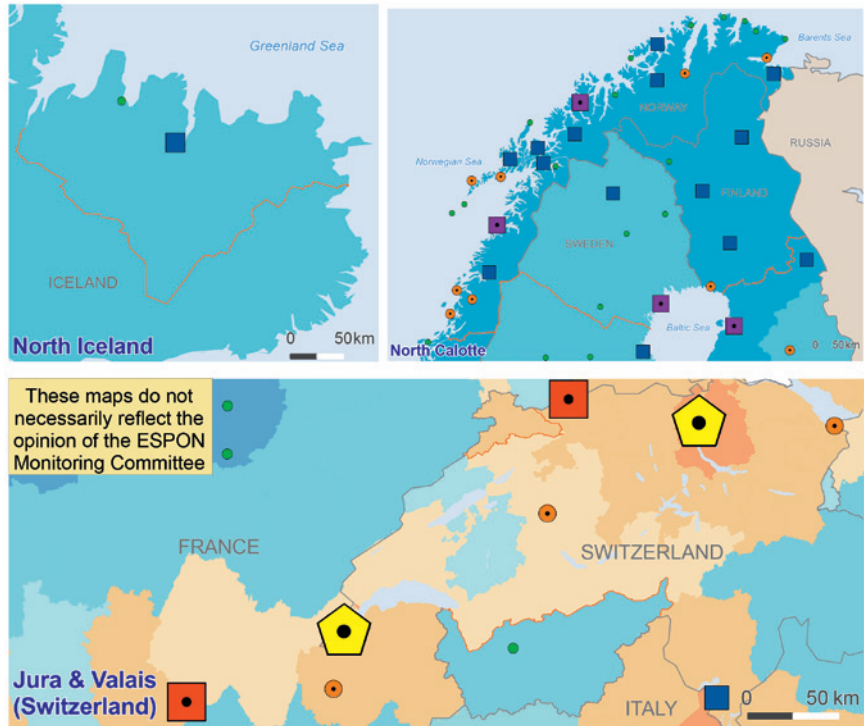 Greenland Sea
ICELAND
North Iceland
0 50km
Barents Sea
NORWAY
RUSSIA
Norwegian Sea
FINLAND
SWEDEN
Baltic Sea
North Calotte
0 50km
These maps do not
necessarily reflect the
opinion of the ESPON
Monitoring Committee
FRANCE
SWITZERLAND
Jura & Valais
(Switzerland)
ITALY
0 50 km